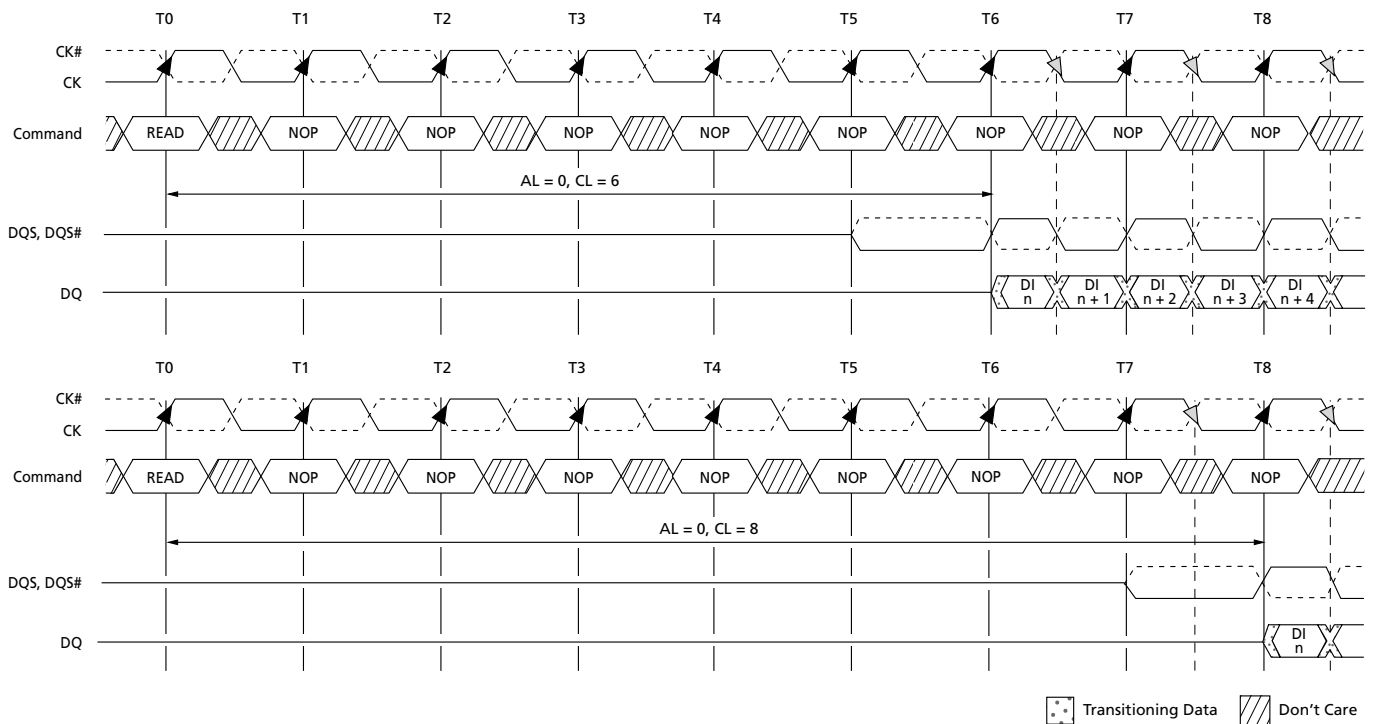 T0 T1 T2 T3 T4 T5 T6 T7 T8
CK#
CK
Command READ NOP NOP NOP NOP NOP NOP NOP NOP
AL = 0, CL = 6
DQS, DQS#
DQ DI n DI n + 1 DI n + 2 DI n + 3 DI n + 4
T0 T1 T2 T3 T4 T5 T6 T7 T8
CK#
CK
Command READ NOP NOP NOP NOP NOP NOP NOP NOP
AL = 0, CL = 8
DQS, DQS#
DQ DI n
Transitioning Data Don't Care